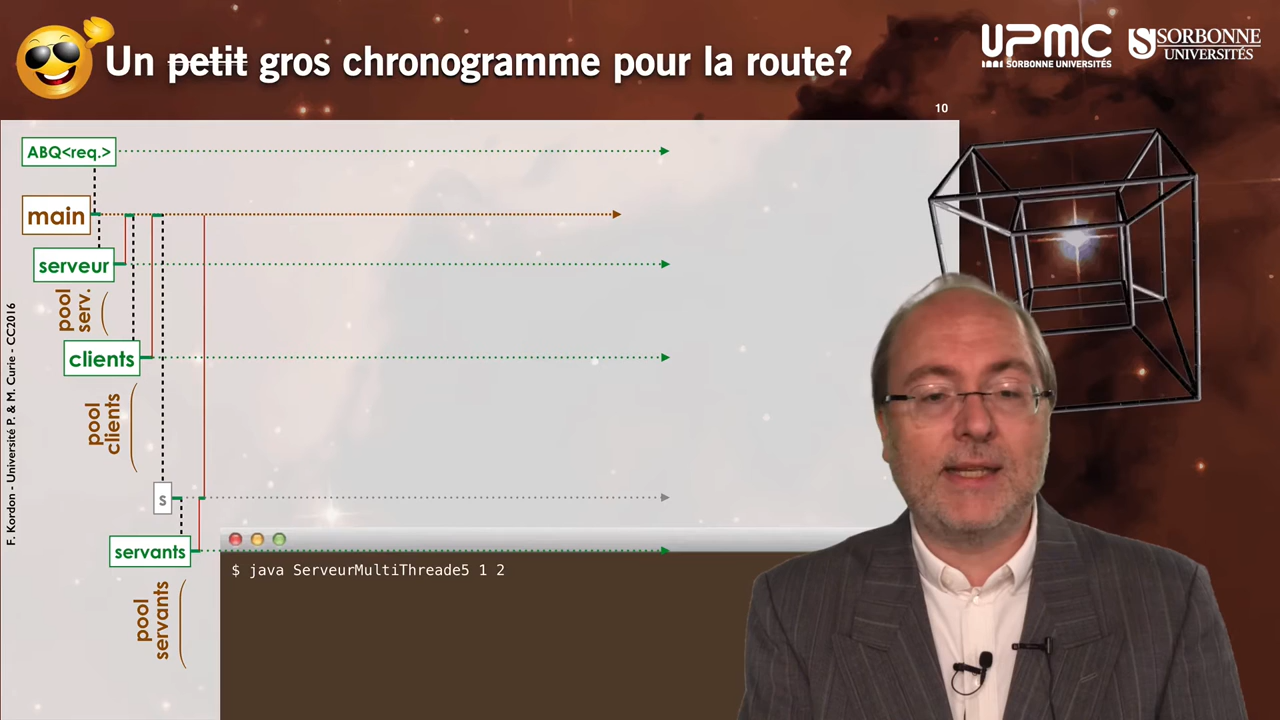 Un petit gros chronogramme pour la route?
UPMC
SORBONNE UNIVERSITÉS
SORBONNE
UNIVERSITÉS
10
ABQ<req.>
main
serveur
pool
serv.
clients
pool
clients
s
servants
pool
servants
$ java ServeurMultiThreade5 1 2
F. Kordon - Université P. & M. Curie - CC2016